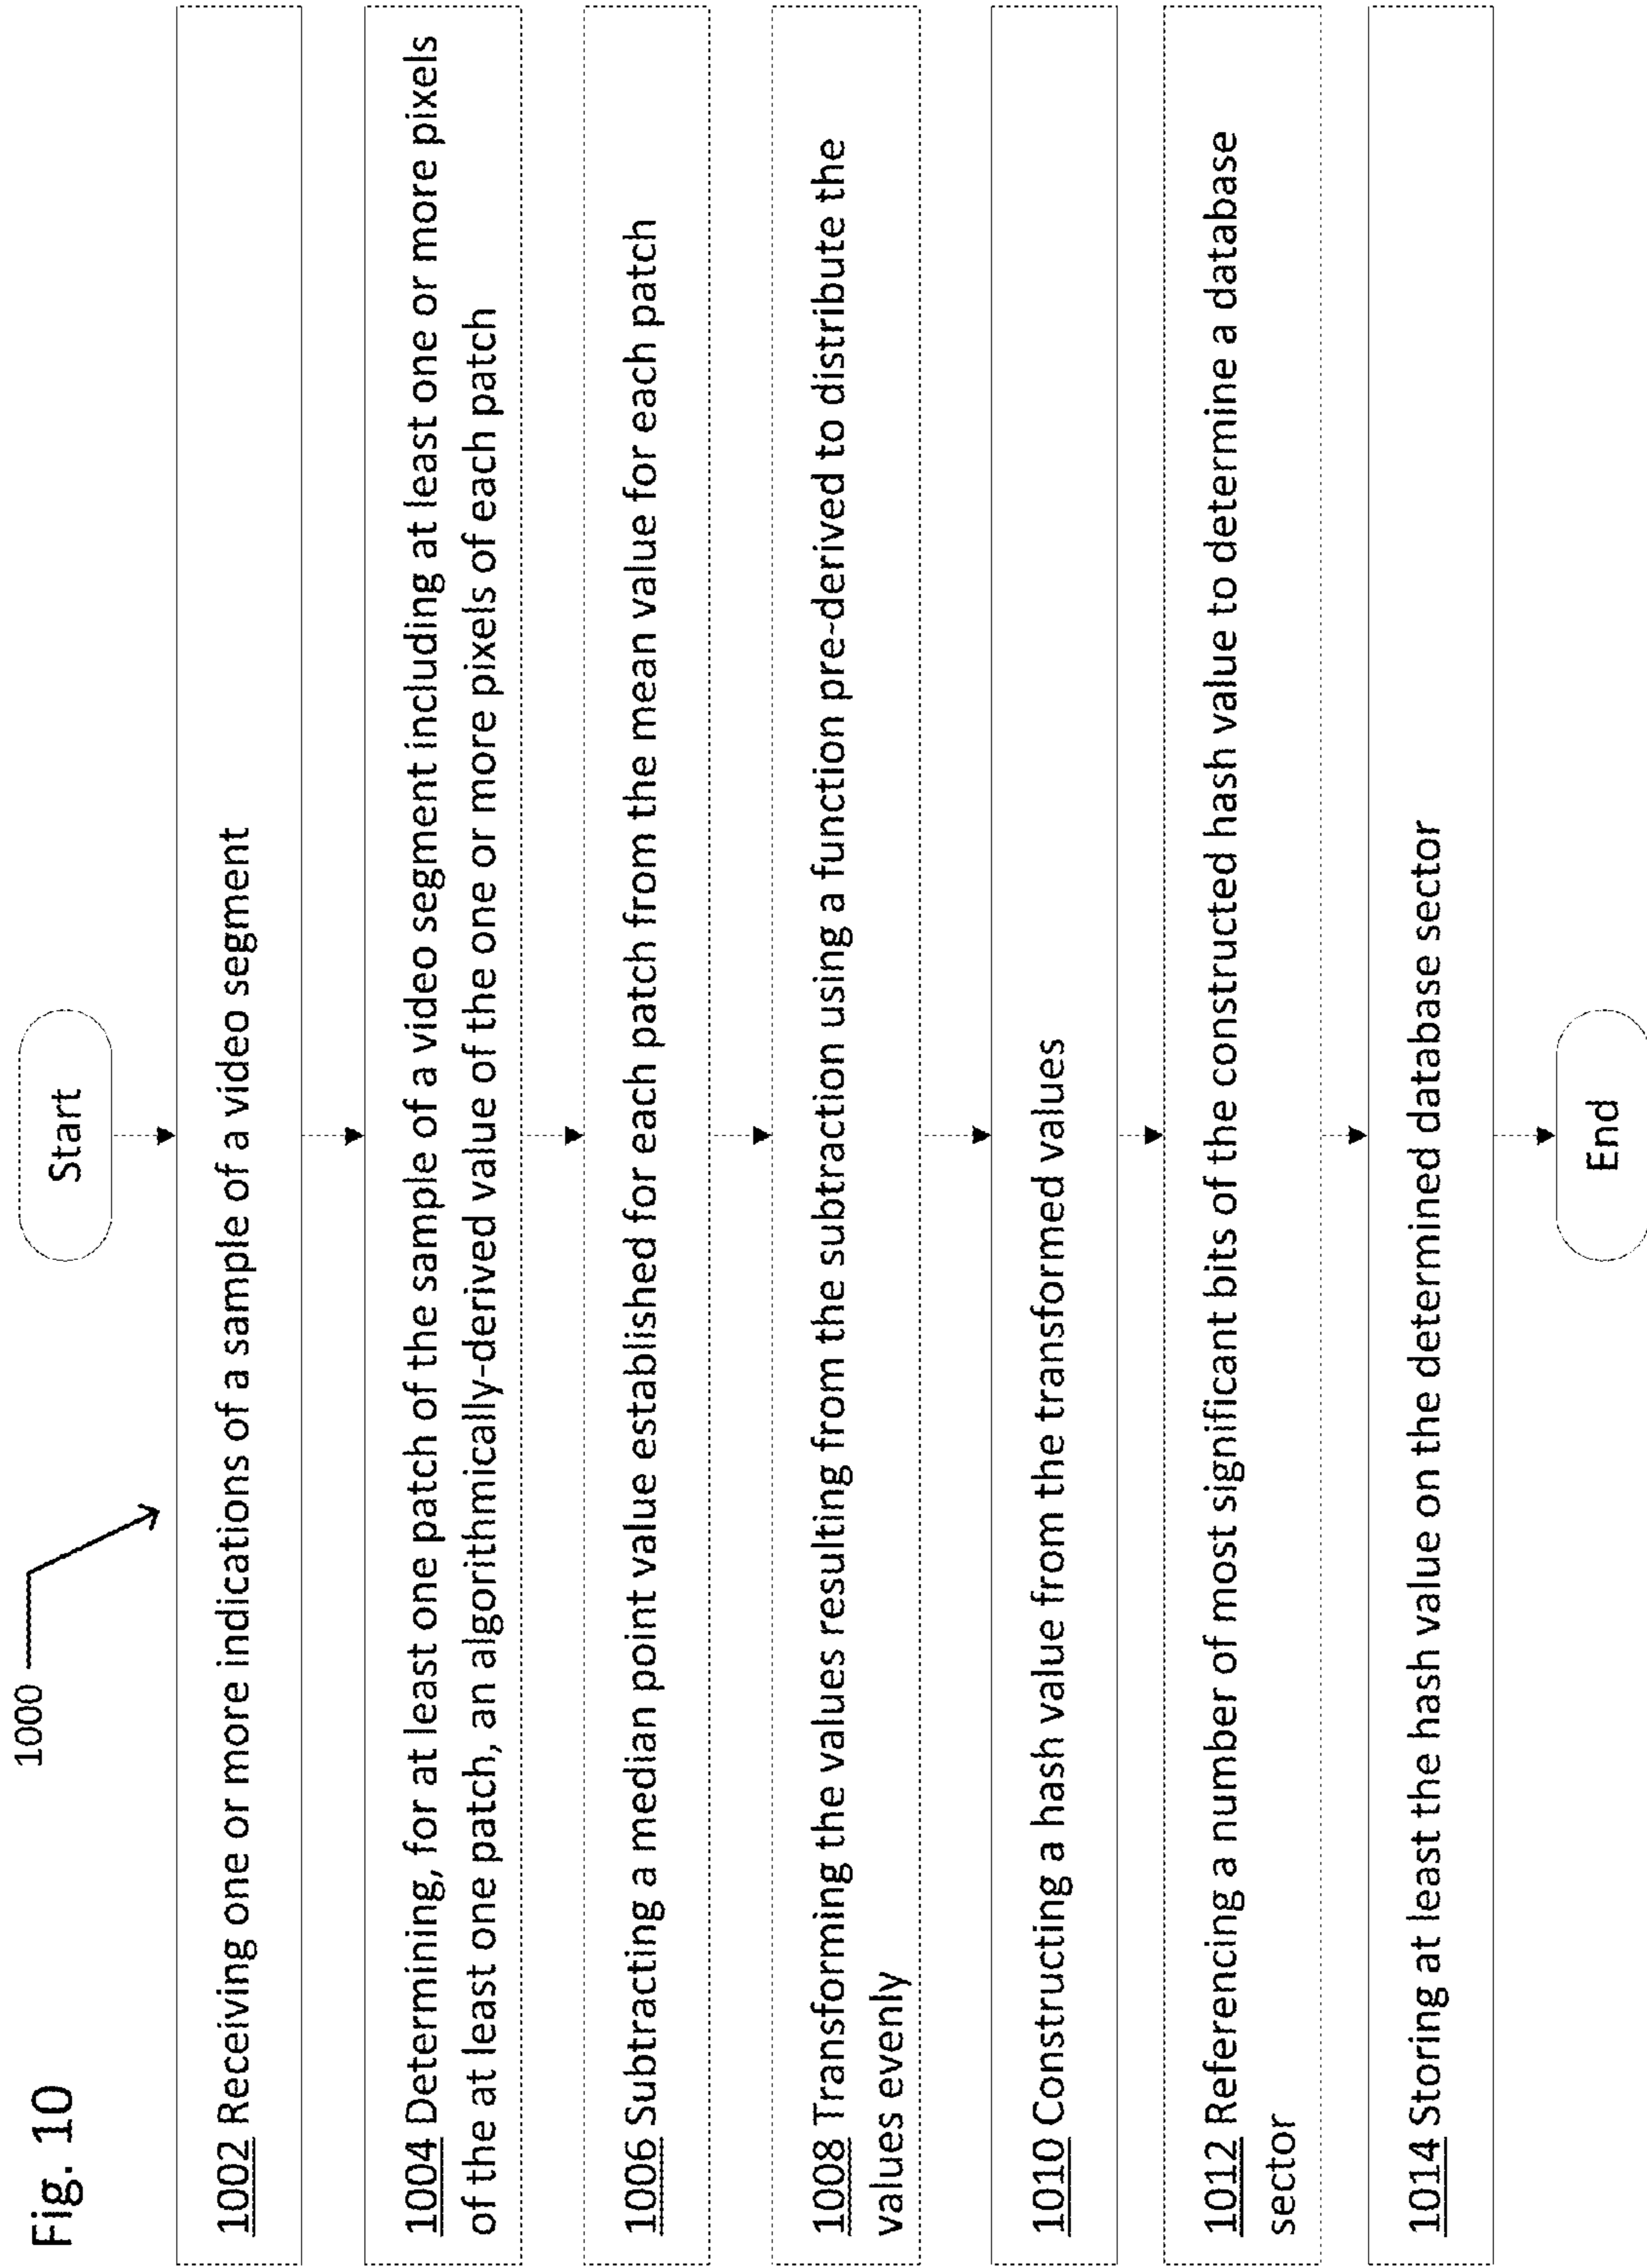 Fig. 10
1000
Start
1002 Receiving one or more indications of a sample of a video segment
1004 Determining, for at least one patch of the sample of a video segment including at least one or more pixels
of the at least one patch, an algorithmically-derived value of the one or more pixels of each patch
1006 Subtracting a median point value established for each patch from the mean value for each patch
1008 Transforming the values resulting from the subtraction using a function pre-derived to distribute the
values evenly
1010 Constructing a hash value from the transformed values
1012 Referencing a number of most significant bits of the constructed hash value to determine a database
sector
1014 Storing at least the hash value on the determined database sector
End